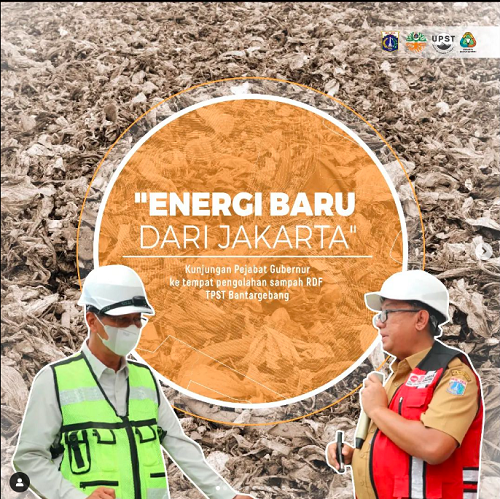 UPST
"ENERGI BARU
DARI JAKARTA"
Kunjungan Pejabat Gubernur
ke tempat pengolahan sampah RDF
TPST Bantargebang